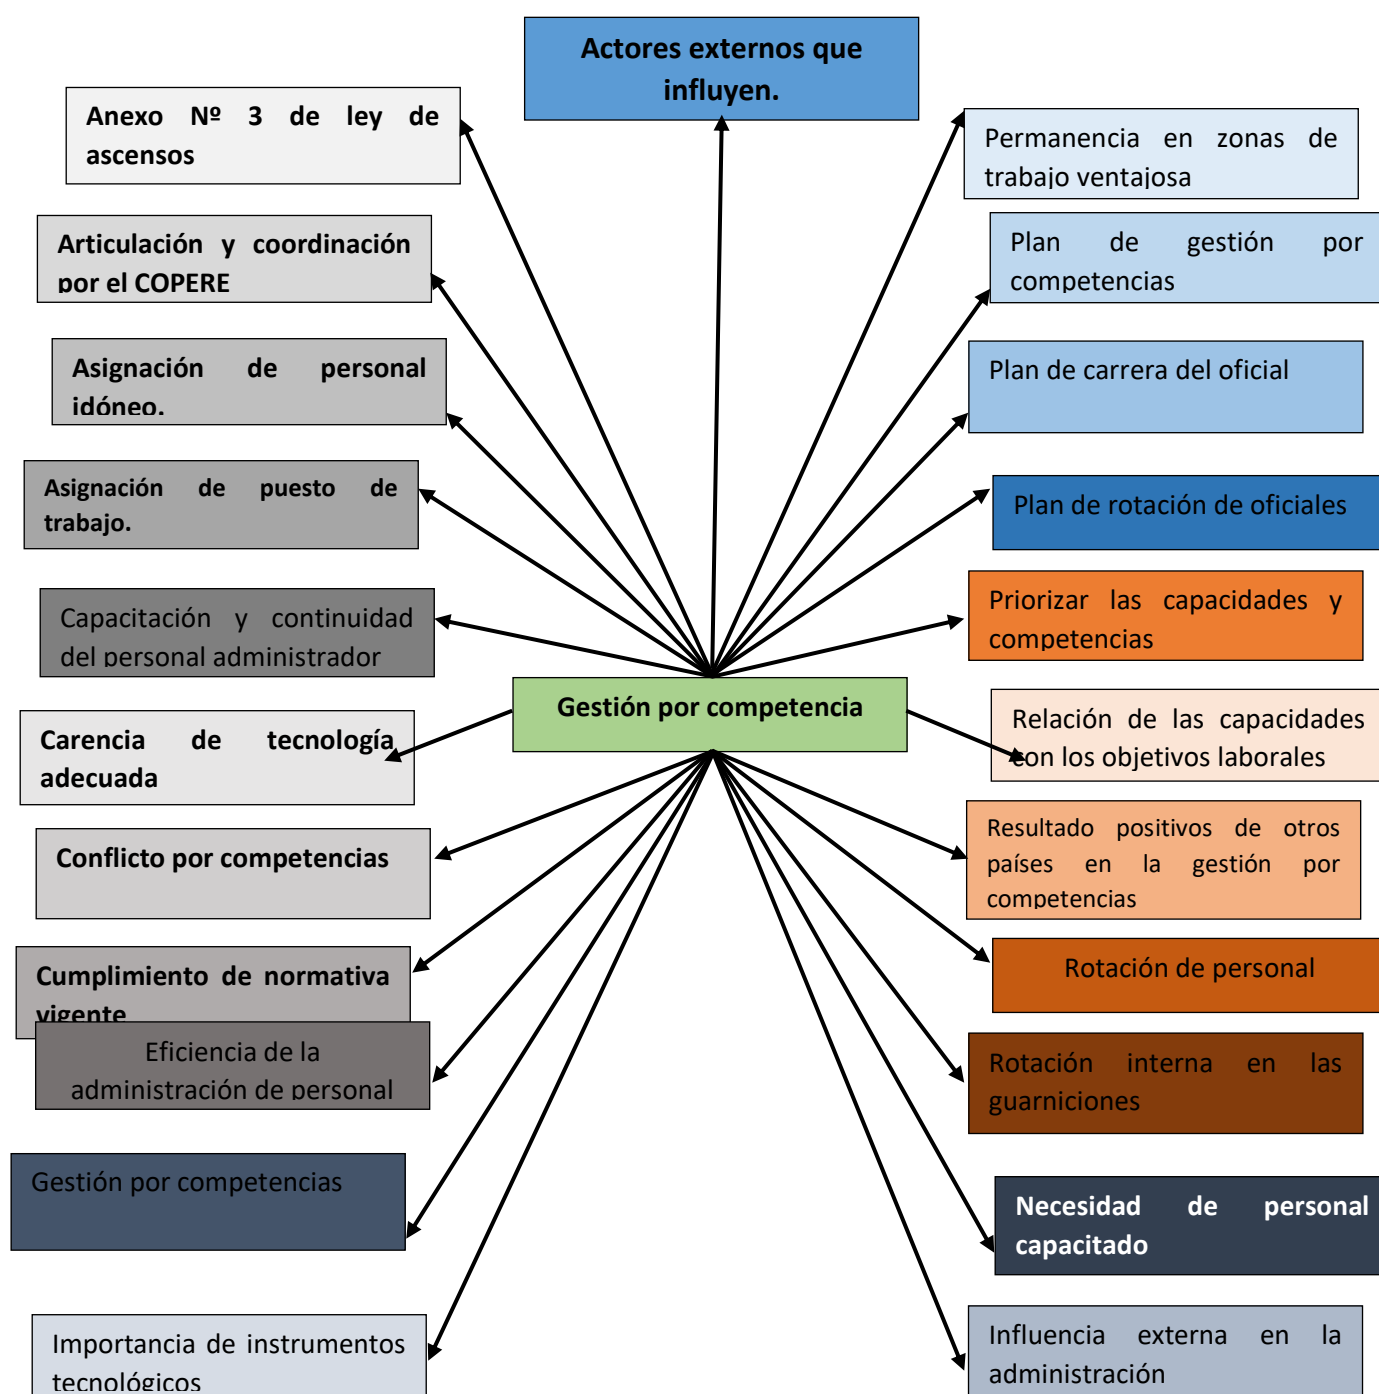 Actores externos que
influyen.
Anexo Nº 3 de ley de
ascensos
Articulación y coordinación
por el COPERE
Asignación de personal
idóneo.
Asignación de puesto de
trabajo.
Capacitación y continuidad
del personal administrador
Carencia de tecnología
adecuada
Conflicto por competencias
Cumplimiento de normativa
vigente
Eficiencia de la
administración de personal
Gestión por competencias
Importancia de instrumentos
tecnológicos
Gestión por competencia
Permanencia en zonas de
trabajo ventajosa
Plan de gestión por
competencias
Plan de carrera del oficial
Plan de rotación de oficiales
Priorizar las capacidades y
competencias
Relación de las capacidades
con los objetivos laborales
Resultado positivos de otros
países en la gestión por
competencias
Rotación de personal
Rotación interna en las
guarniciones
Necesidad de personal
capacitado
Influencia externa en la
administración